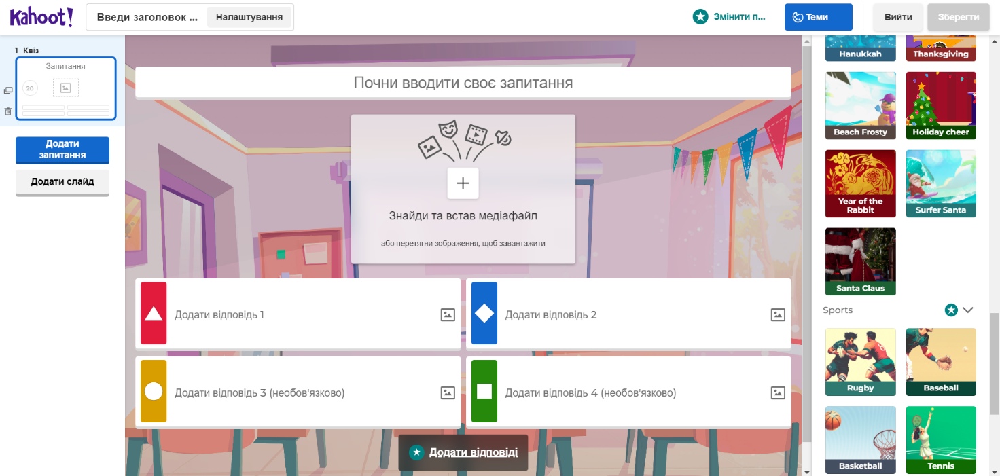 Kahoot!
Введи заголовок ...
Налаштування
Змінити п...
Теми
Вийти
Зберегти
1 Квіз
Запитання
20
Додати
запитання
Додати слайд
Почни вводити своє запитання
Знайди та встав медіафайл
або перетягни зображення, щоб завантажити
Додати відповідь 1
Додати відповідь 2
Додати відповідь 3 (необов'язково)
Додати відповідь 4 (необов'язково)
Додати відповіді
Hanukkah
Thanksgiving
Beach Frosty
Holiday cheer
Year of the
Rabbit
Surfer Santa
Santa Claus
Sports
Rugby
Baseball
Basketball
Tennis